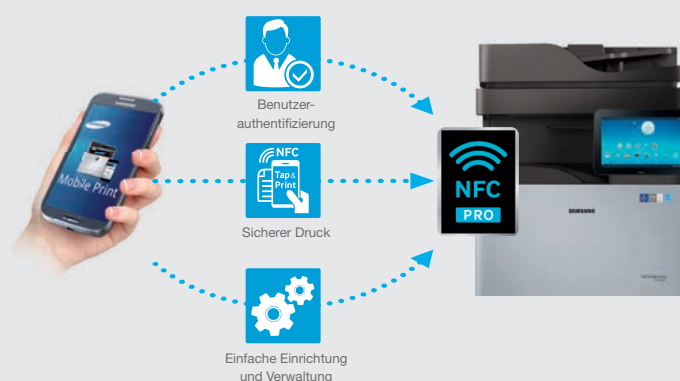 Benutzer-
authentifizierung
SAMSUNG
Mobile Print
NFC
Tap &
Print
Sicherer Druck
NFC
PRO
SAMSUNG
Einfache Einrichtung
und Verwaltung